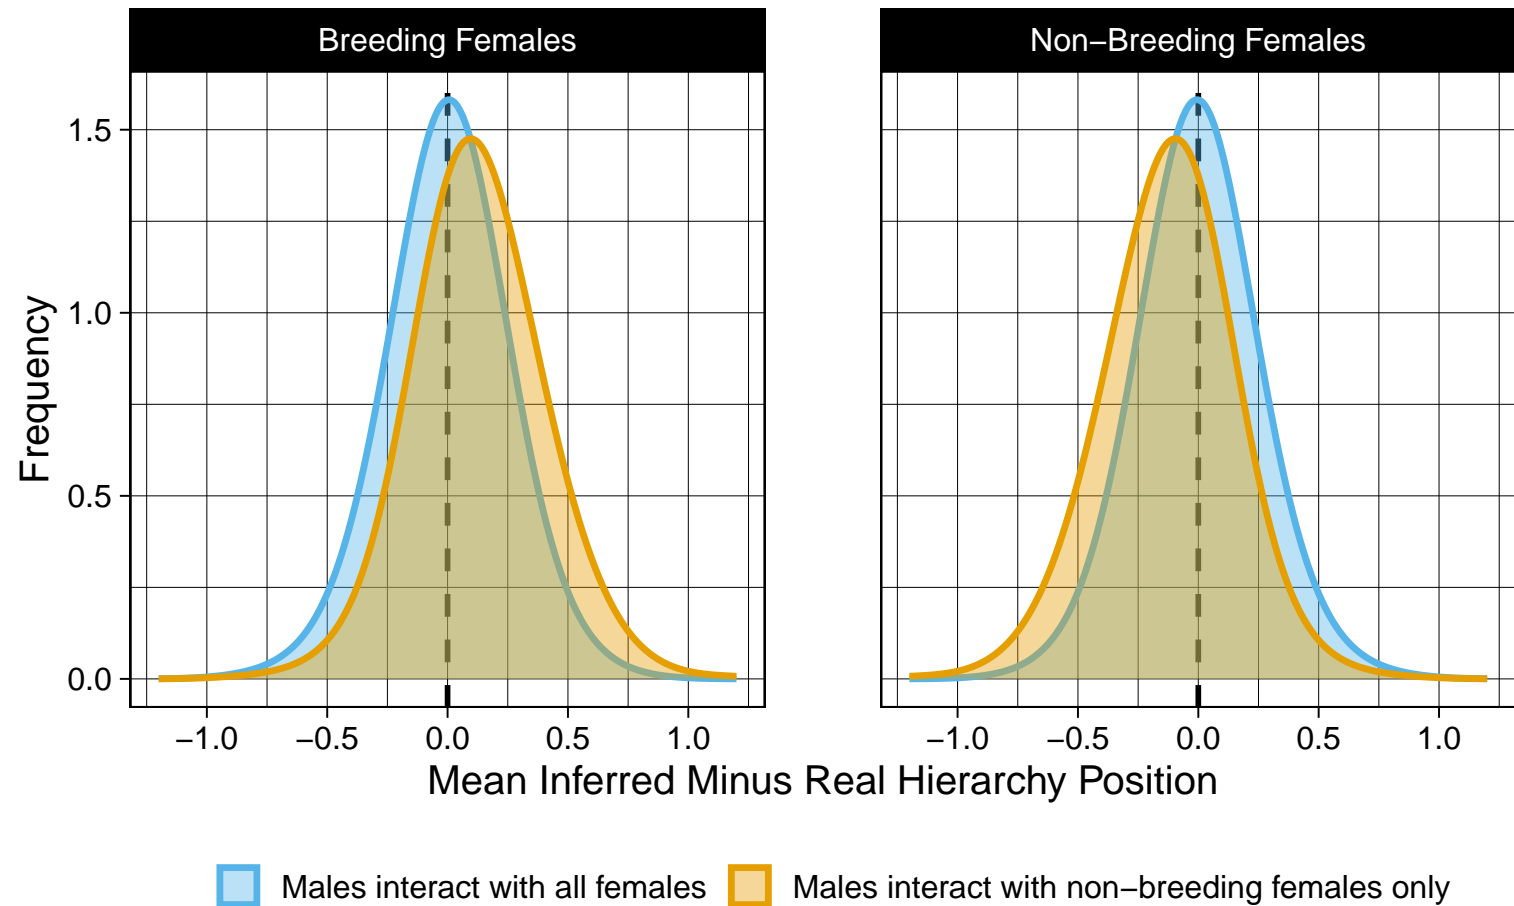 Breeding Females
Non−Breeding Females
Frequency
1.5
1.0
0.5
0.0
−1.0 −0.5 0.0 0.5 1.0
−1.0 −0.5 0.0 0.5 1.0
Mean Inferred Minus Real Hierarchy Position
Males interact with all females
Males interact with non−breeding females only